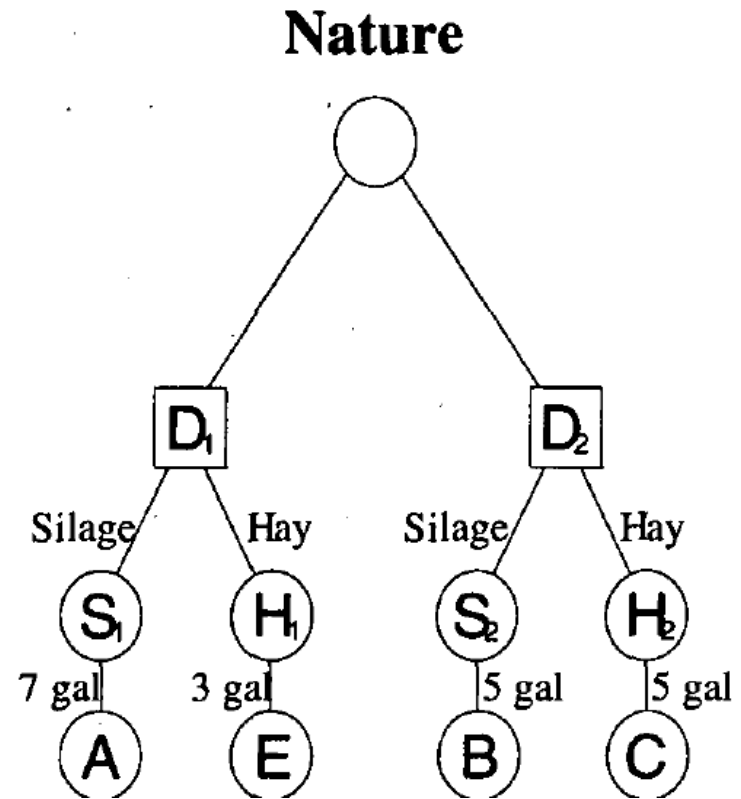 Nature
D₁ D₂
Silage Hay Silage Hay
S₁ H₁ S₂ H₂
7 gal 3 gal 5 gal 5 gal
A E B C